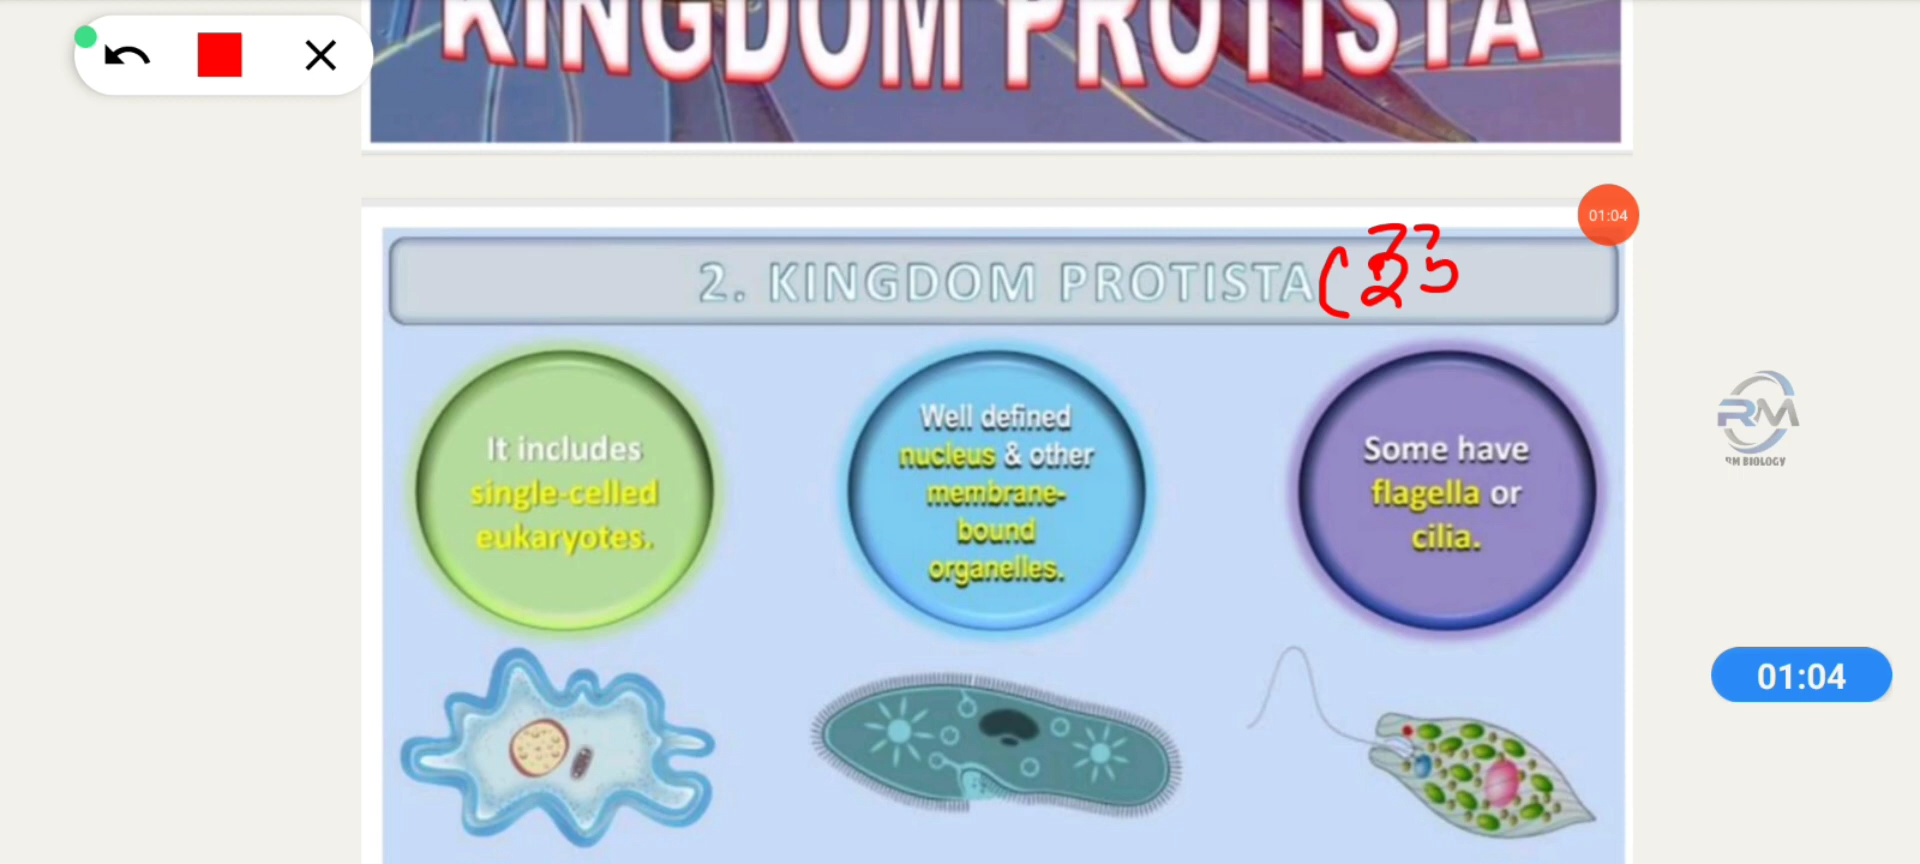 KINGDOM PROTISTA
01:04
2. KINGDOM PROTISTA
It includes
single-celled
eukaryotes.
Well defined
nucleus & other
membrane-
bound
organelles.
Some have
flagella or
cilia.
RM
RM BIOLOGY
01:04